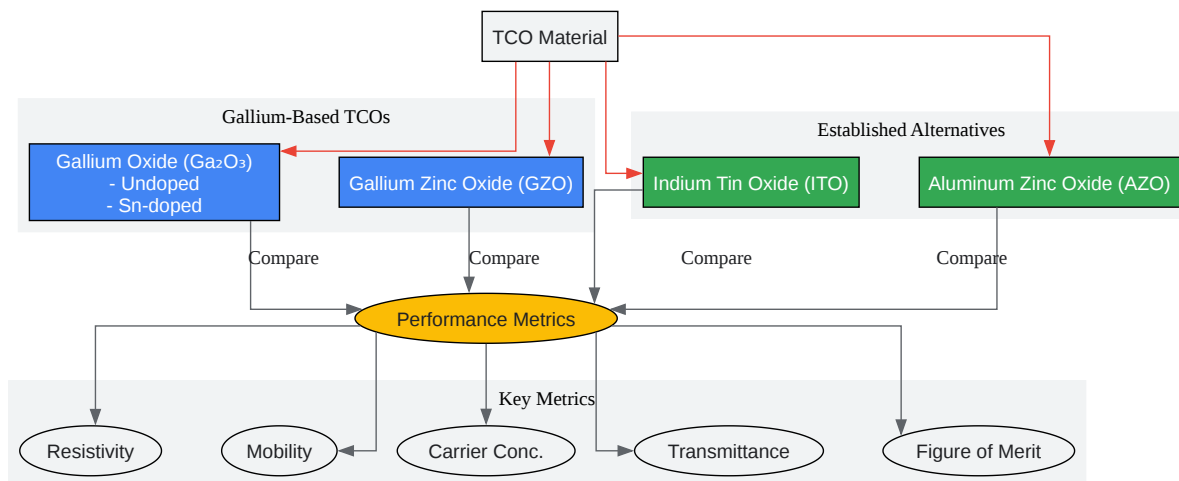 TCO Material
Gallium-Based TCOs
Established Alternatives
Gallium Oxide (Ga₂O₃)
- Undoped
- Sn-doped
Gallium Zinc Oxide (GZO)
Indium Tin Oxide (ITO)
Aluminum Zinc Oxide (AZO)
Compare
Compare
Compare
Compare
Performance Metrics
Key Metrics
Resistivity
Mobility
Carrier Conc.
Transmittance
Figure of Merit